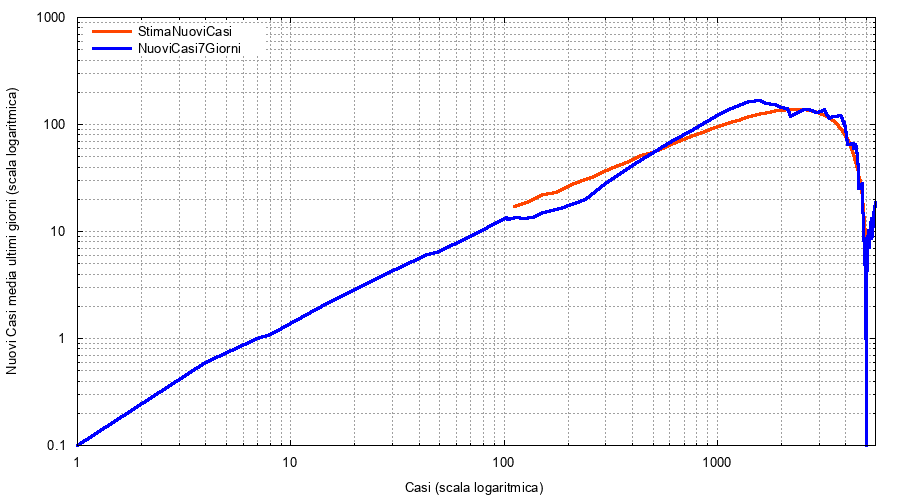 1000
100
10
1
0.1
StimaNuoviCasi
NuoviCasi7Giorni
Nuovi Casi media ultimi giorni (scala logaritmica)
1
10
100
1000
Casi (scala logaritmica)